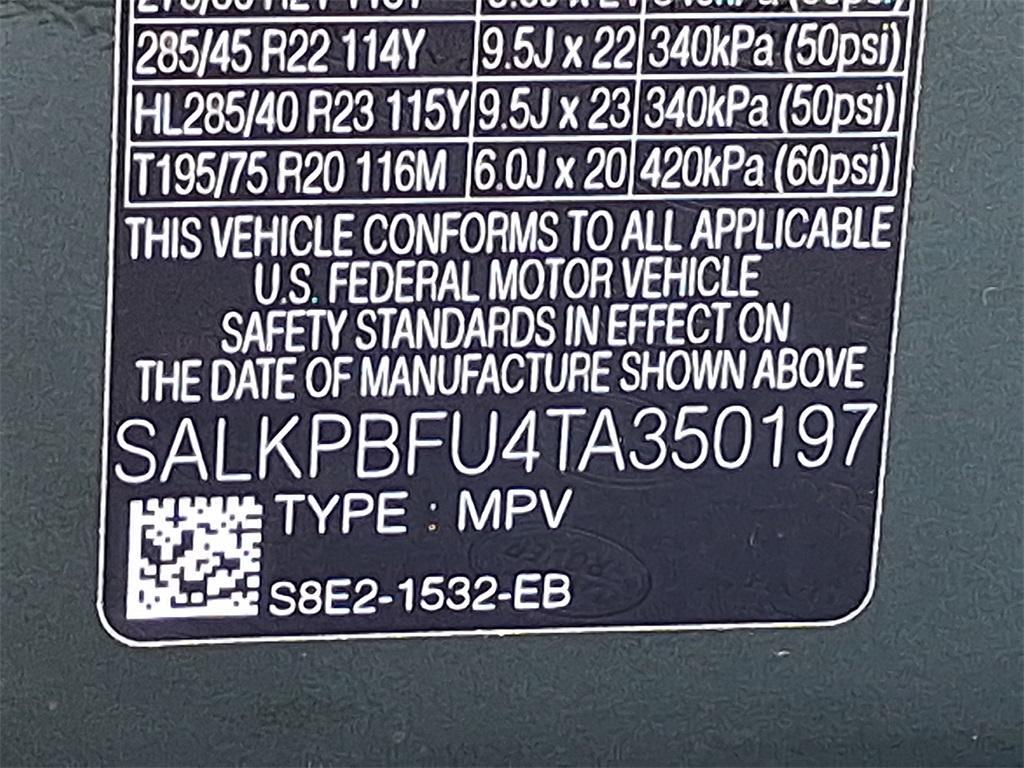 285/45 R22 114Y 9.5J x 22 340kPa (50psi)
HL285/40 R23 115Y 9.5J x 23 340kPa (50psi)
T195/75 R20 116M 6.0J x 20 420kPa (60psi)
THIS VEHICLE CONFORMS TO ALL APPLICABLE
U.S. FEDERAL MOTOR VEHICLE
SAFETY STANDARDS IN EFFECT ON
THE DATE OF MANUFACTURE SHOWN ABOVE
SALKPBFU4TA350197
TYPE : MPV
S8E2-1532-EB